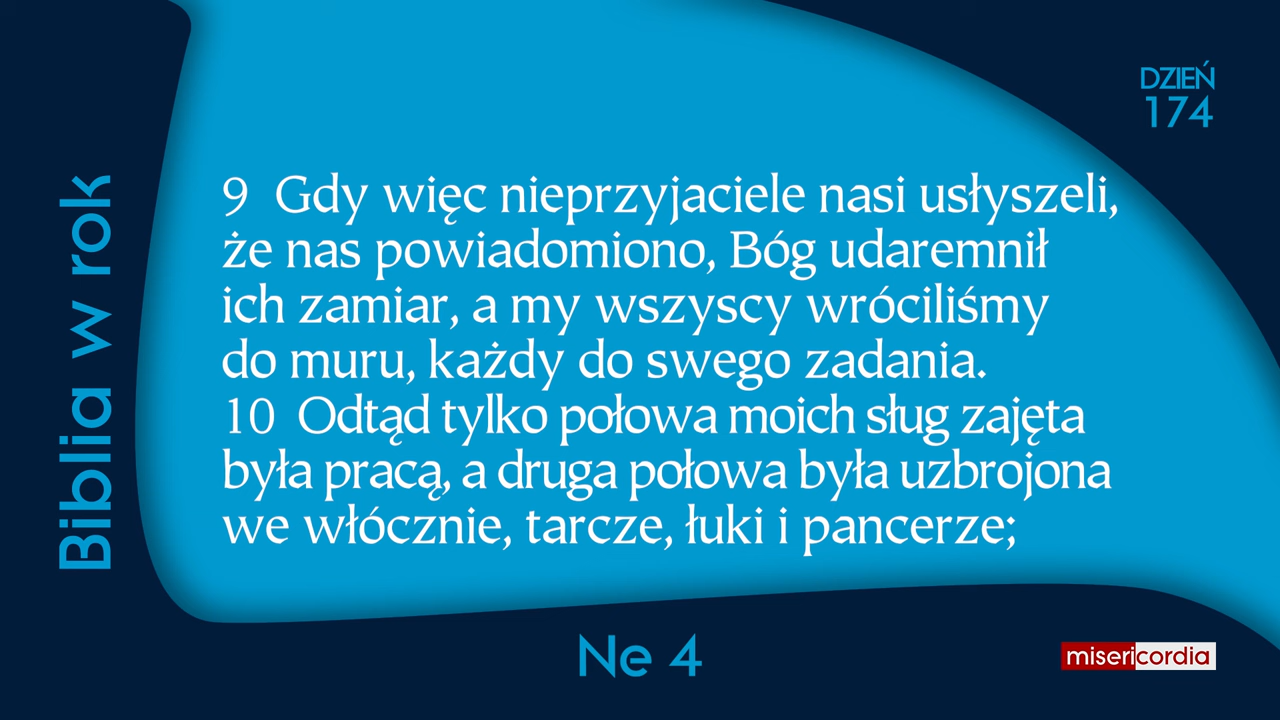 DZIEŃ
174
Biblia w rok
9 Gdy więc nieprzyjaciele nasi usłyszeli,
że nas powiadomiono, Bóg udaremnił
ich zamiar, a my wszyscy wróciliśmy
do muru, każdy do swego zadania.
10 Odtąd tylko połowa moich sług zajęta
była pracą, a druga połowa była uzbrojona
we włócznie, tarcze, łuki i pancerze;
Ne 4
misericordia